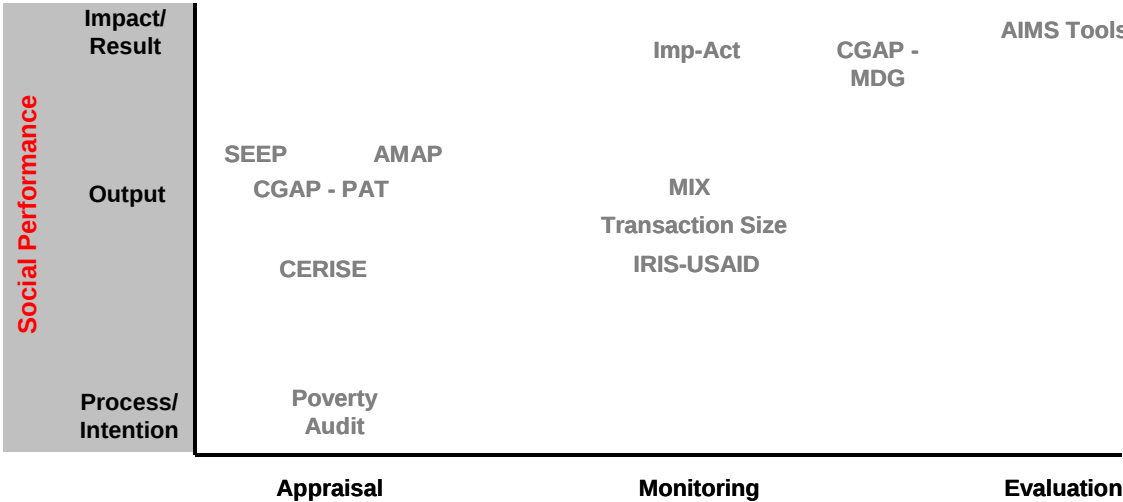 Impact/
Result
AIMS Tools
Imp-Act
CGAP -
MDG
Social Performance
SEEP
AMAP
Output
CGAP - PAT
MIX
Transaction Size
CERISE
IRIS-USAID
Process/
Intention
Poverty
Audit
Appraisal
Monitoring
Evaluation